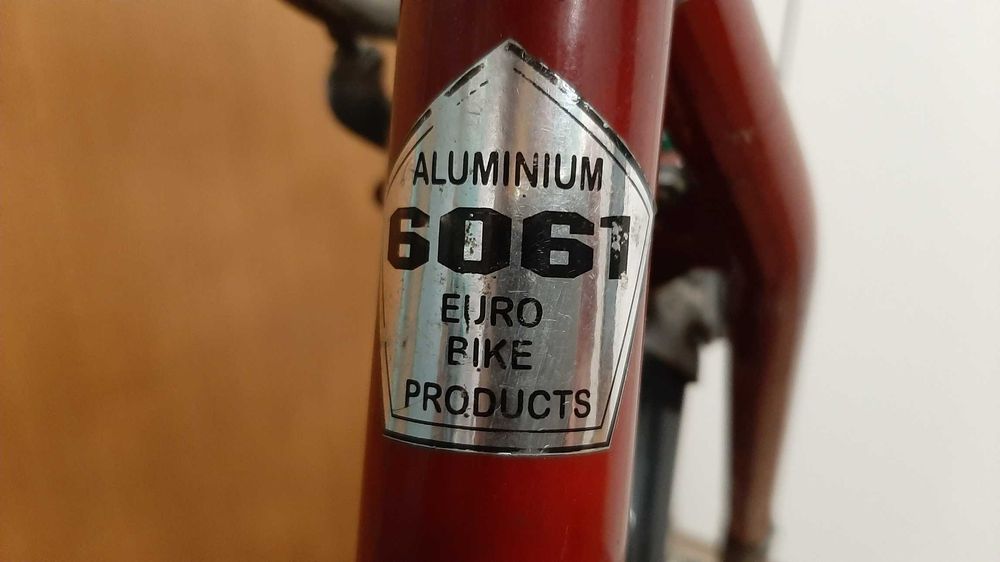 ALUMINIUM
6061
EURO
BIKE
PRODUCTS